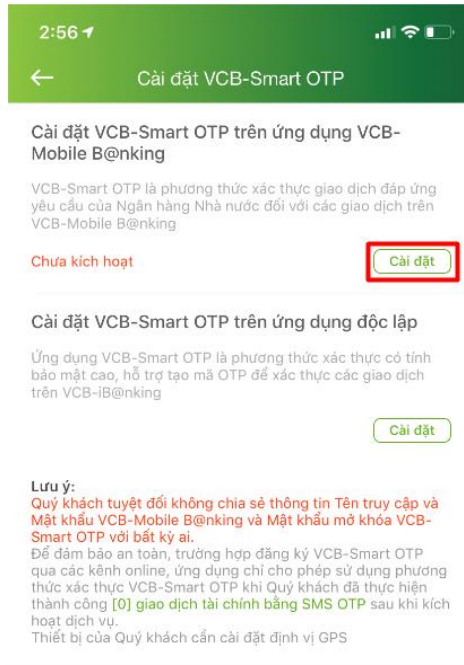 2:56
Cài đặt VCB-Smart OTP
Cài đặt VCB-Smart OTP trên ứng dụng VCB-
Mobile B@nking
VCB-Smart OTP là phương thức xác thực giao dịch đáp ứng
yêu cầu của Ngân hàng Nhà nước đối với các giao dịch trên
VCB-Mobile B@nking
Chưa kích hoạt
Cài đặt
Cài đặt VCB-Smart OTP trên ứng dụng độc lập
Ứng dụng VCB-Smart OTP là phương thức xác thực có tính
bảo mật cao, hỗ trợ tạo mã OTP để xác thực các giao dịch
trên VCB-iB@nking
Cài đặt
Lưu ý:
Quý khách tuyệt đối không chia sẻ thông tin Tên truy cập và
Mật khẩu VCB-Mobile B@nking và Mật khẩu mở khóa VCB-
Smart OTP với bất kỳ ai.
Để đảm bảo an toàn, trường hợp đăng ký VCB-Smart OTP
qua các kênh online, ứng dụng chỉ cho phép sử dụng phương
thức xác thực VCB-Smart OTP khi Quý khách đã thực hiện
thành công [0] giao dịch tài chính bằng SMS OTP sau khi kích
hoạt dịch vụ.
Thiết bị của Quý khách cần cài đặt định vị GPS